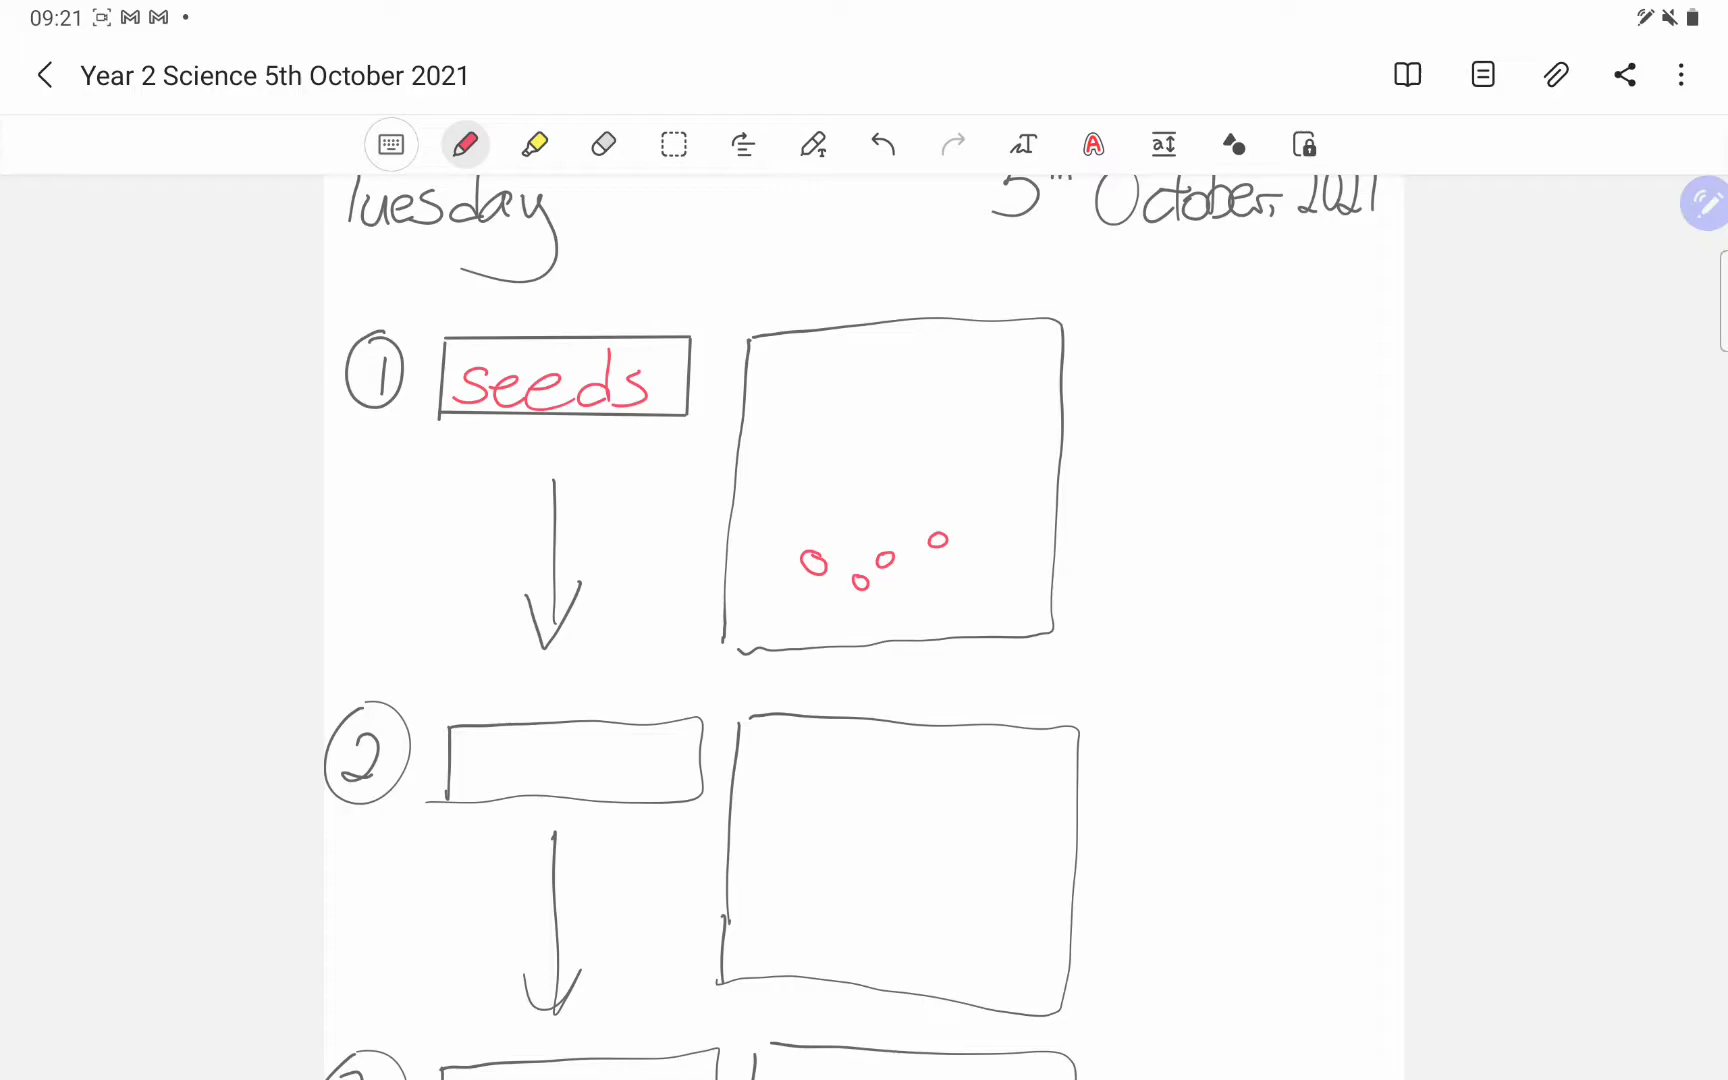 09:21
Year 2 Science 5th October 2021
Tuesday 5th October, 2021
1 seeds
2